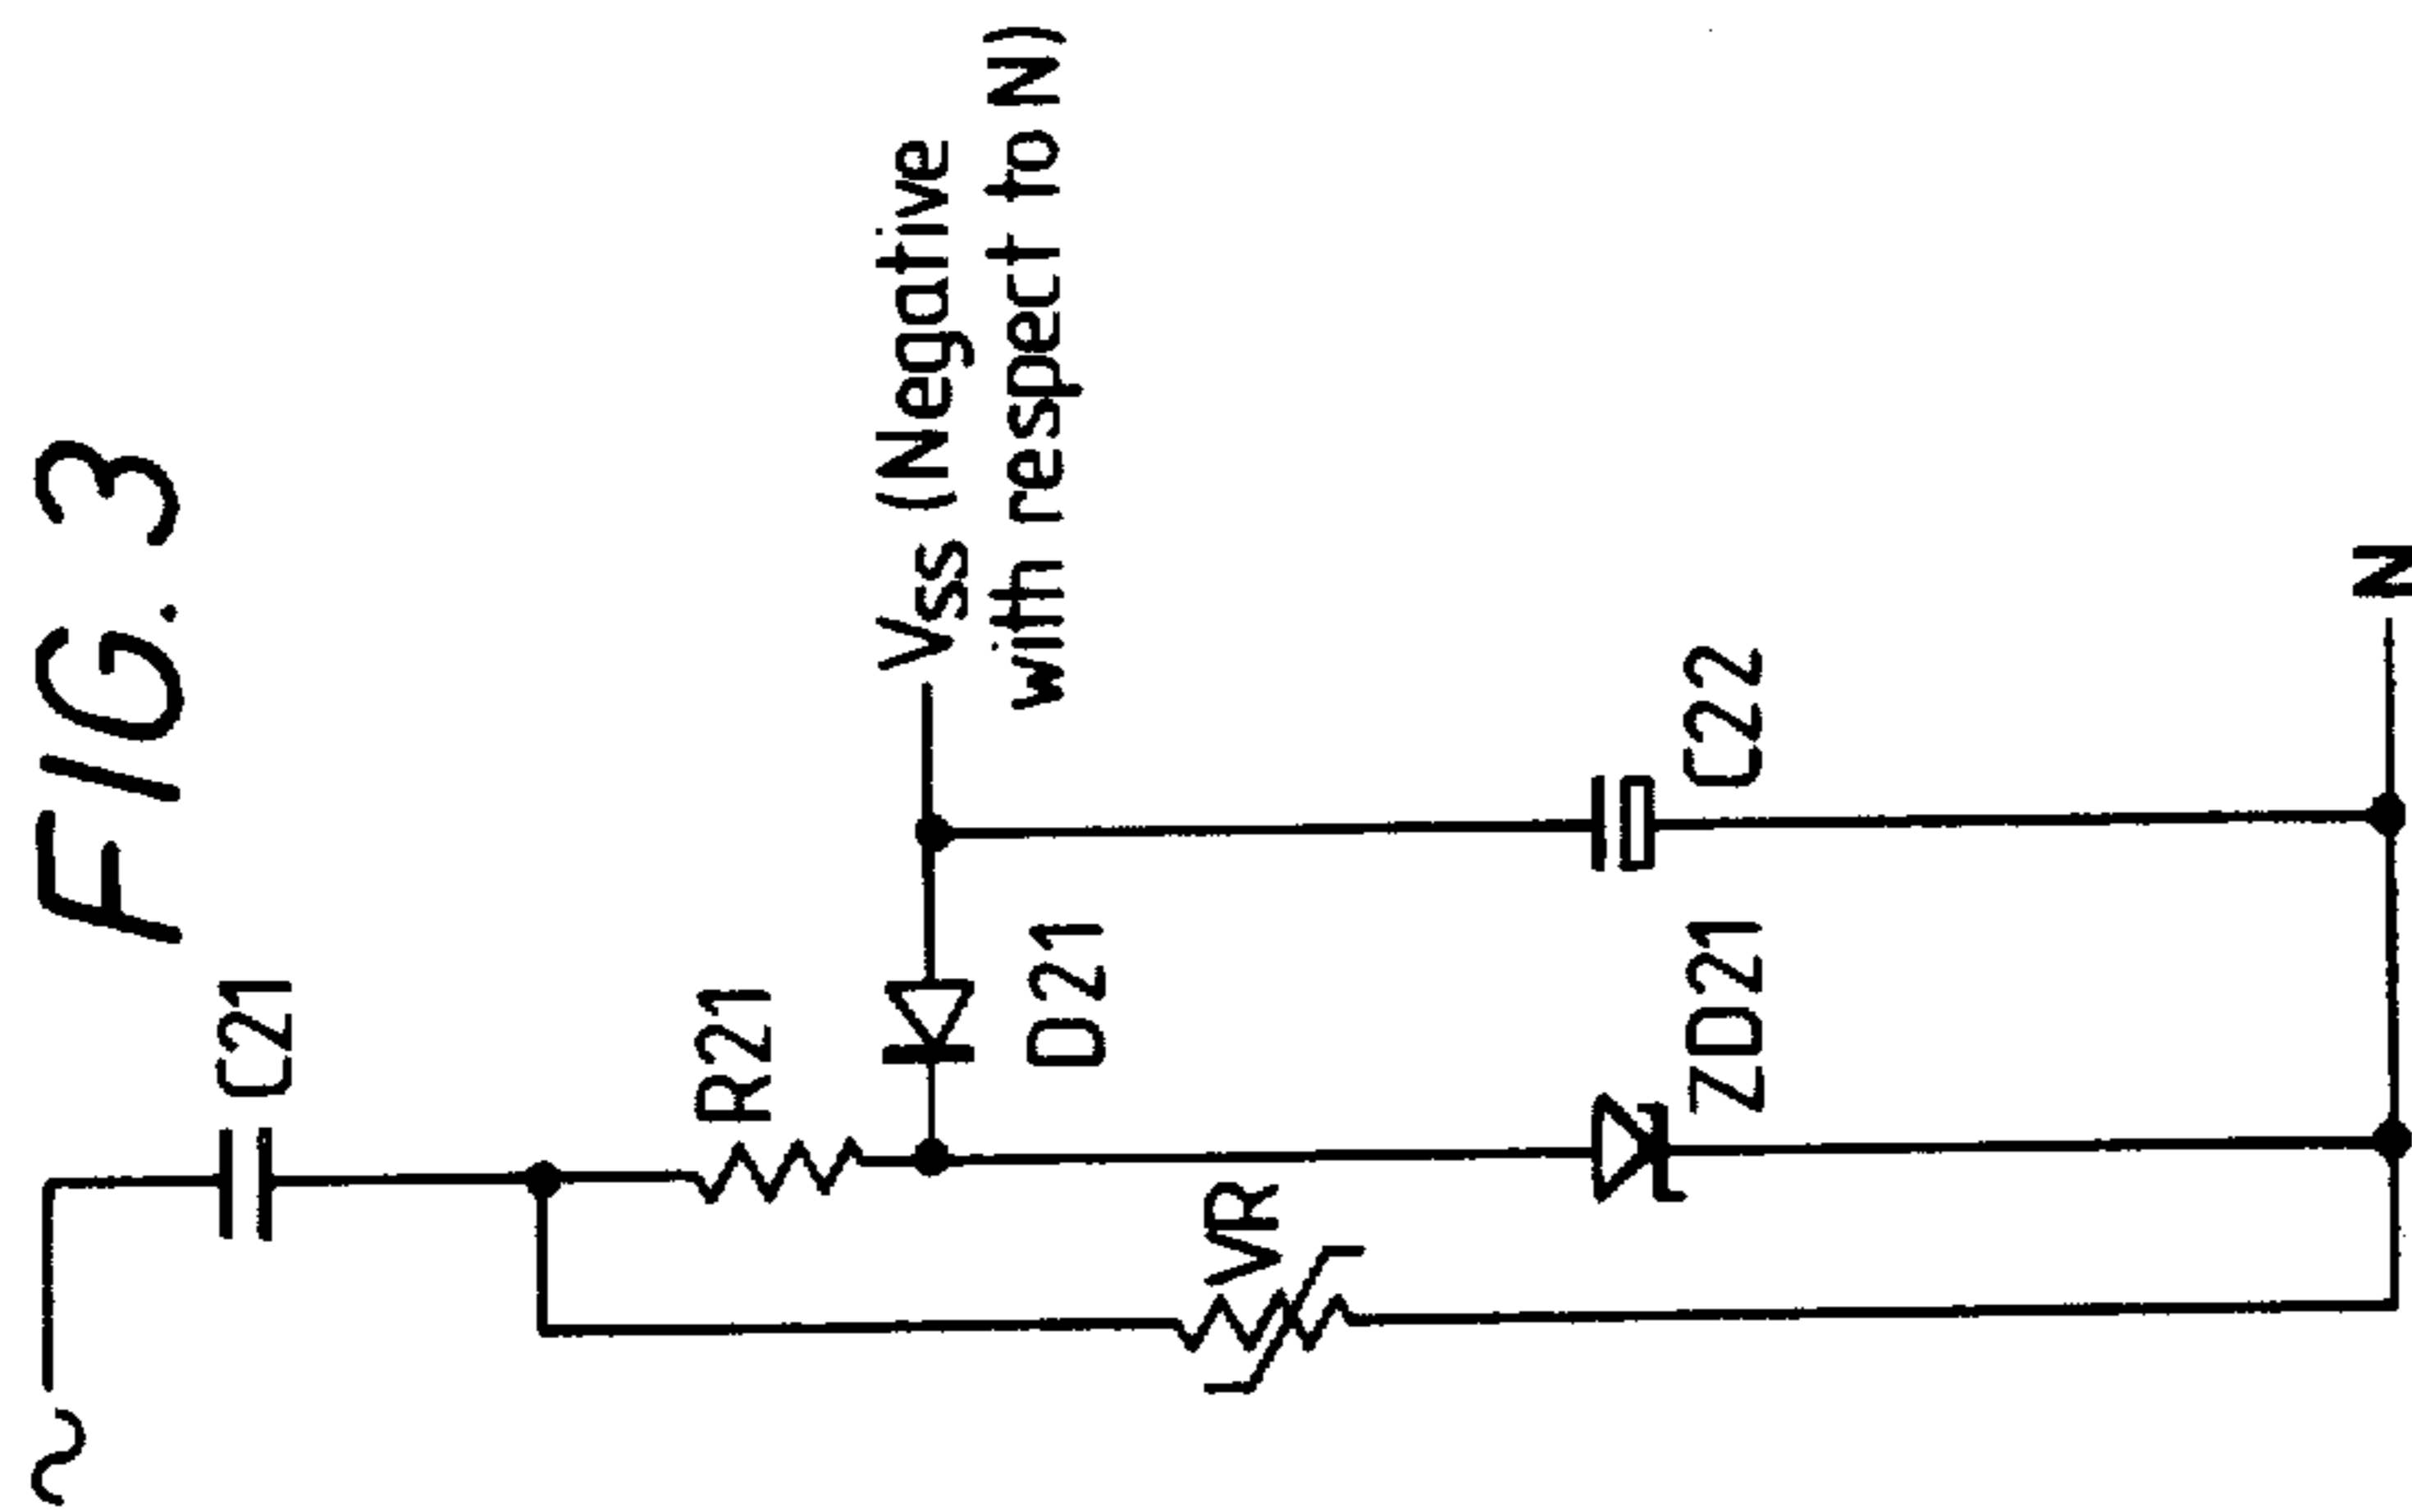 FIG. 3
C21
R21
Vss (Negative
with respect to N)
D21
VR
ZD21
C22
N
~